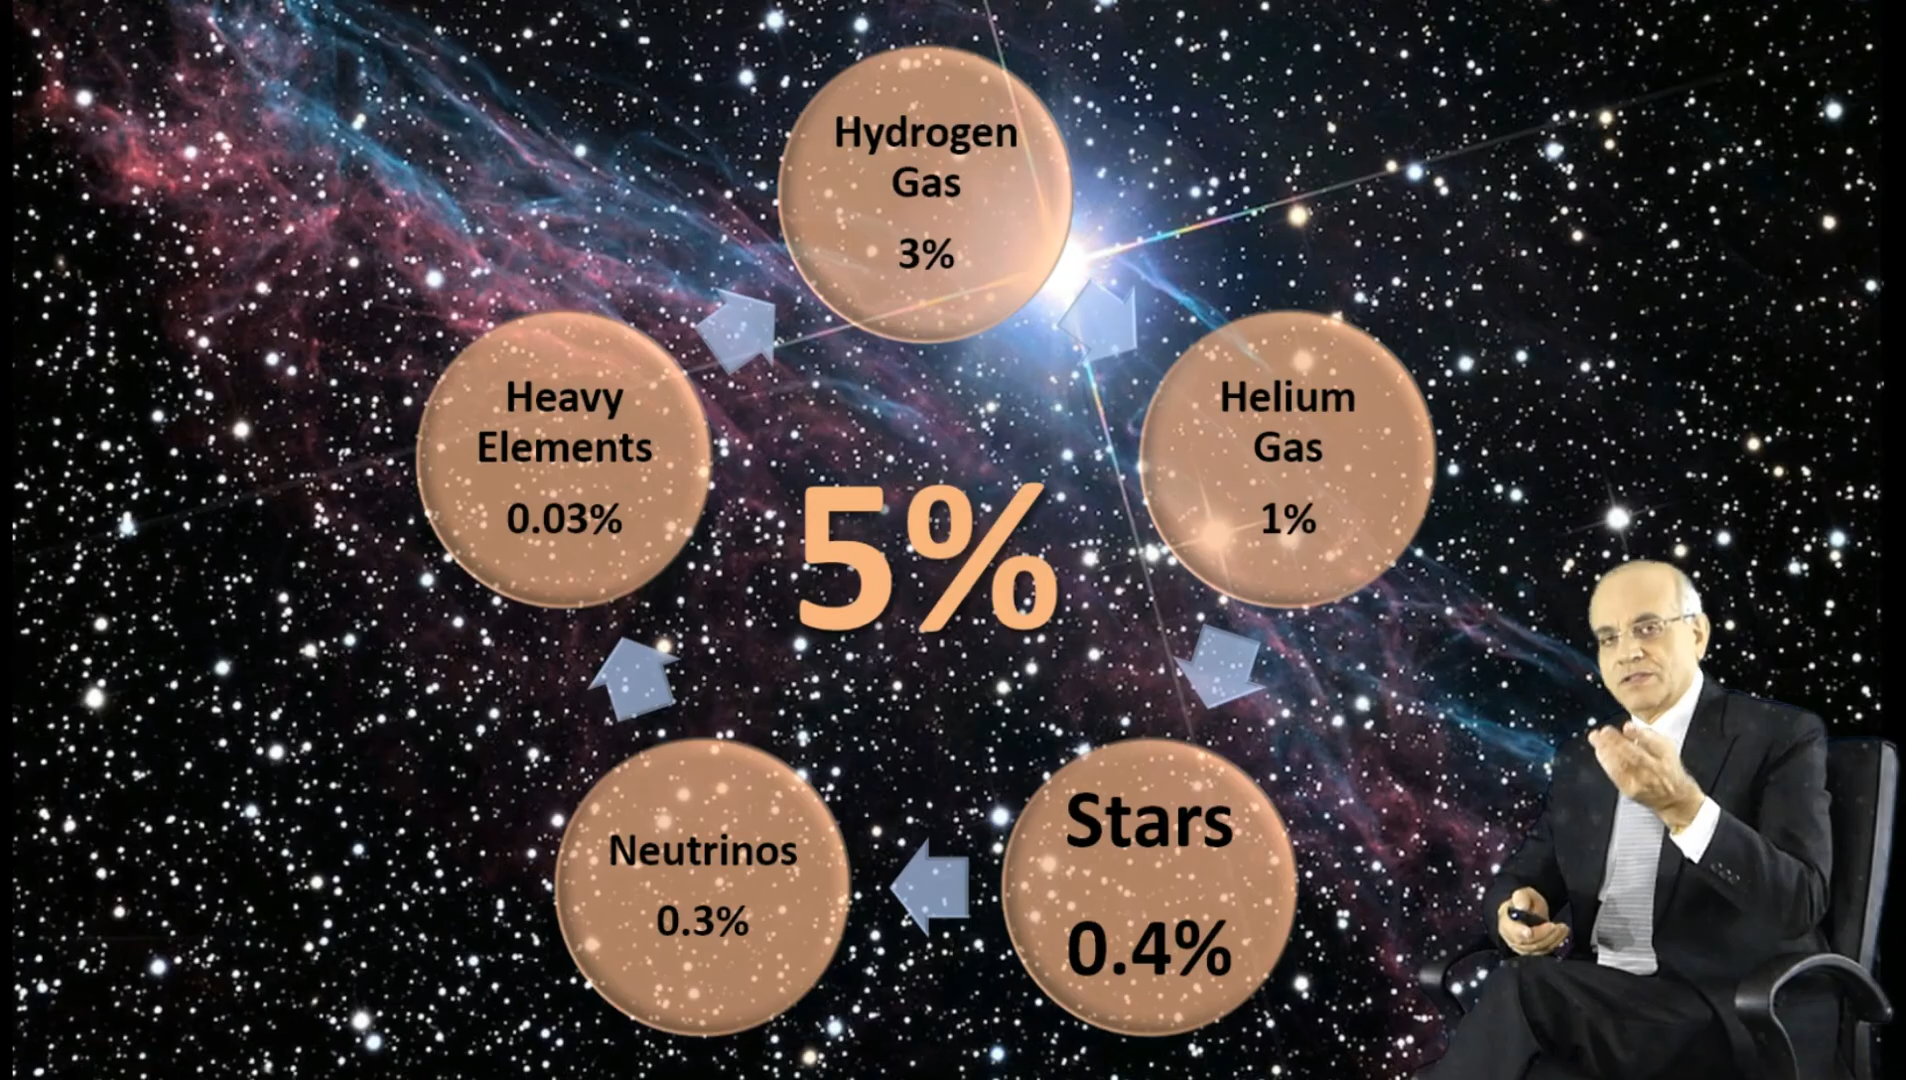 Hydrogen
Gas
3%
Helium
Gas
1%
Stars
0.4%
Neutrinos
0.3%
Heavy
Elements
0.03%
5%